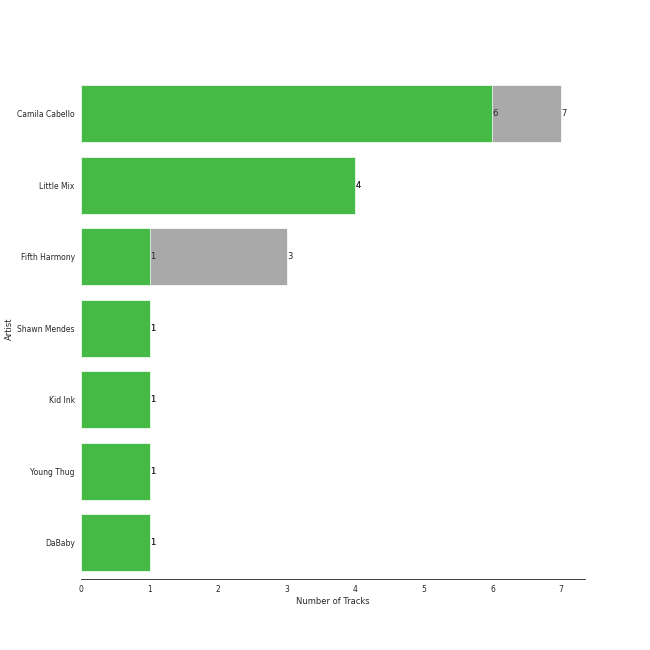 Camila Cabello
6
7
Little Mix
4
Fifth Harmony
1
3
Artist
Shawn Mendes
1
Kid Ink
1
Young Thug
1
DaBaby
1
0 1 2 3 4 5 6 7
Number of Tracks